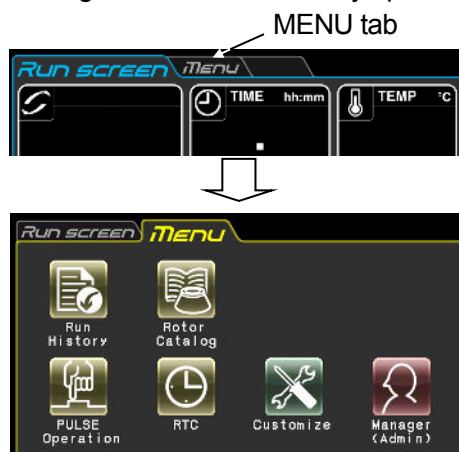 MENU tab
Run screen Menu
TIME hh:mm TEMP °C
Run screen Menu
Run History
Rotor Catalog
PULSE Operation
RTC
Customize
Manager (Admin)